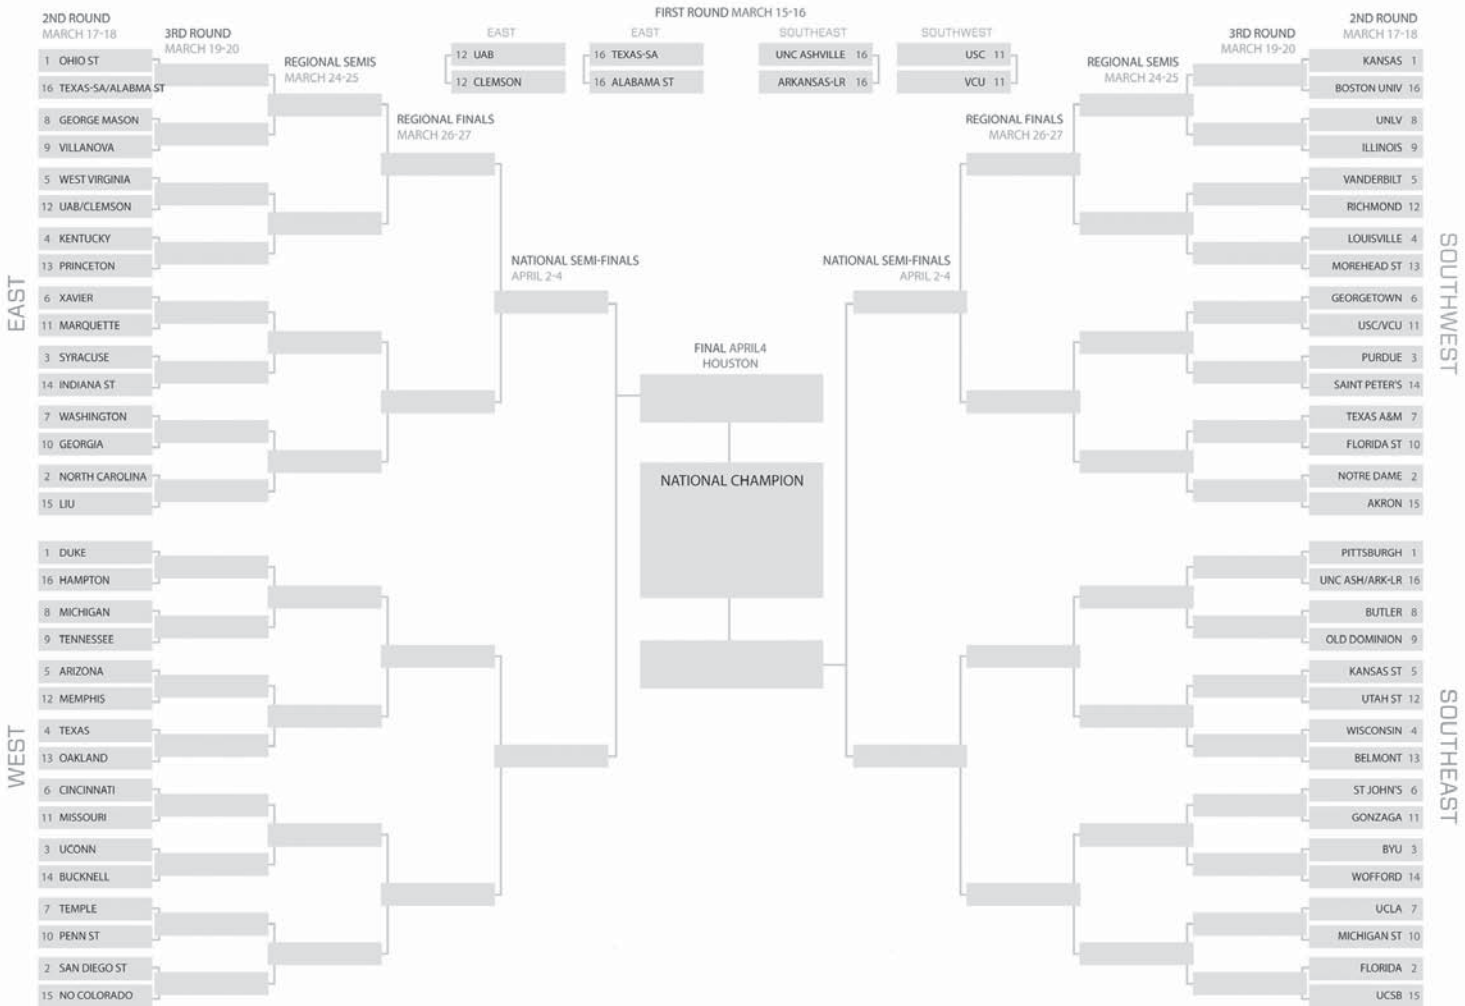 FIRST ROUND MARCH 15-16
EAST
12 UAB
12 CLEMSON
EAST
16 TEXAS-SA
16 ALABAMA ST
SOUTHEAST
UNC ASHVILLE 16
ARKANSAS-LR 16
SOUTHWEST
USC 11
VCU 11
2ND ROUND
MARCH 17-18
3RD ROUND
MARCH 19-20
REGIONAL SEMIS
MARCH 24-25
REGIONAL FINALS
MARCH 26-27
NATIONAL SEMI-FINALS
APRIL 2-4
EAST
1 OHIO ST
16 TEXAS-SA/ALABMA ST
8 GEORGE MASON
9 VILLANOVA
5 WEST VIRGINIA
12 UAB/CLEMSON
4 KENTUCKY
13 PRINCETON
6 XAVIER
11 MARQUETTE
3 SYRACUSE
14 INDIANA ST
7 WASHINGTON
10 GEORGIA
2 NORTH CAROLINA
15 LIU
WEST
1 DUKE
16 HAMPTON
8 MICHIGAN
9 TENNESSEE
5 ARIZONA
12 MEMPHIS
4 TEXAS
13 OAKLAND
6 CINCINNATI
11 MISSOURI
3 UCONN
14 BUCKNELL
7 TEMPLE
10 PENN ST
2 SAN DIEGO ST
15 NO COLORADO
FINAL APRIL4
HOUSTON
NATIONAL CHAMPION
NATIONAL SEMI-FINALS
APRIL 2-4
REGIONAL FINALS
MARCH 26-27
REGIONAL SEMIS
MARCH 24-25
3RD ROUND
MARCH 19-20
2ND ROUND
MARCH 17-18
KANSAS 1
BOSTON UNIV 16
UNLV 8
ILLINOIS 9
VANDERBILT 5
RICHMOND 12
LOUISVILLE 4
MOREHEAD ST 13
GEORGETOWN 6
USC/VCU 11
PURDUE 3
SAINT PETER'S 14
TEXAS A&M 7
FLORIDA ST 10
NOTRE DAME 2
AKRON 15
SOUTHWEST
PITTSBURGH 1
UNC ASH/ARK-LR 16
BUTLER 8
OLD DOMINION 9
KANSAS ST 5
UTAH ST 12
WISCONSIN 4
BELMONT 13
ST JOHN'S 6
GONZAGA 11
BYU 3
WOFFORD 14
UCLA 7
MICHIGAN ST 10
FLORIDA 2
UCSB 15
SOUTHEAST